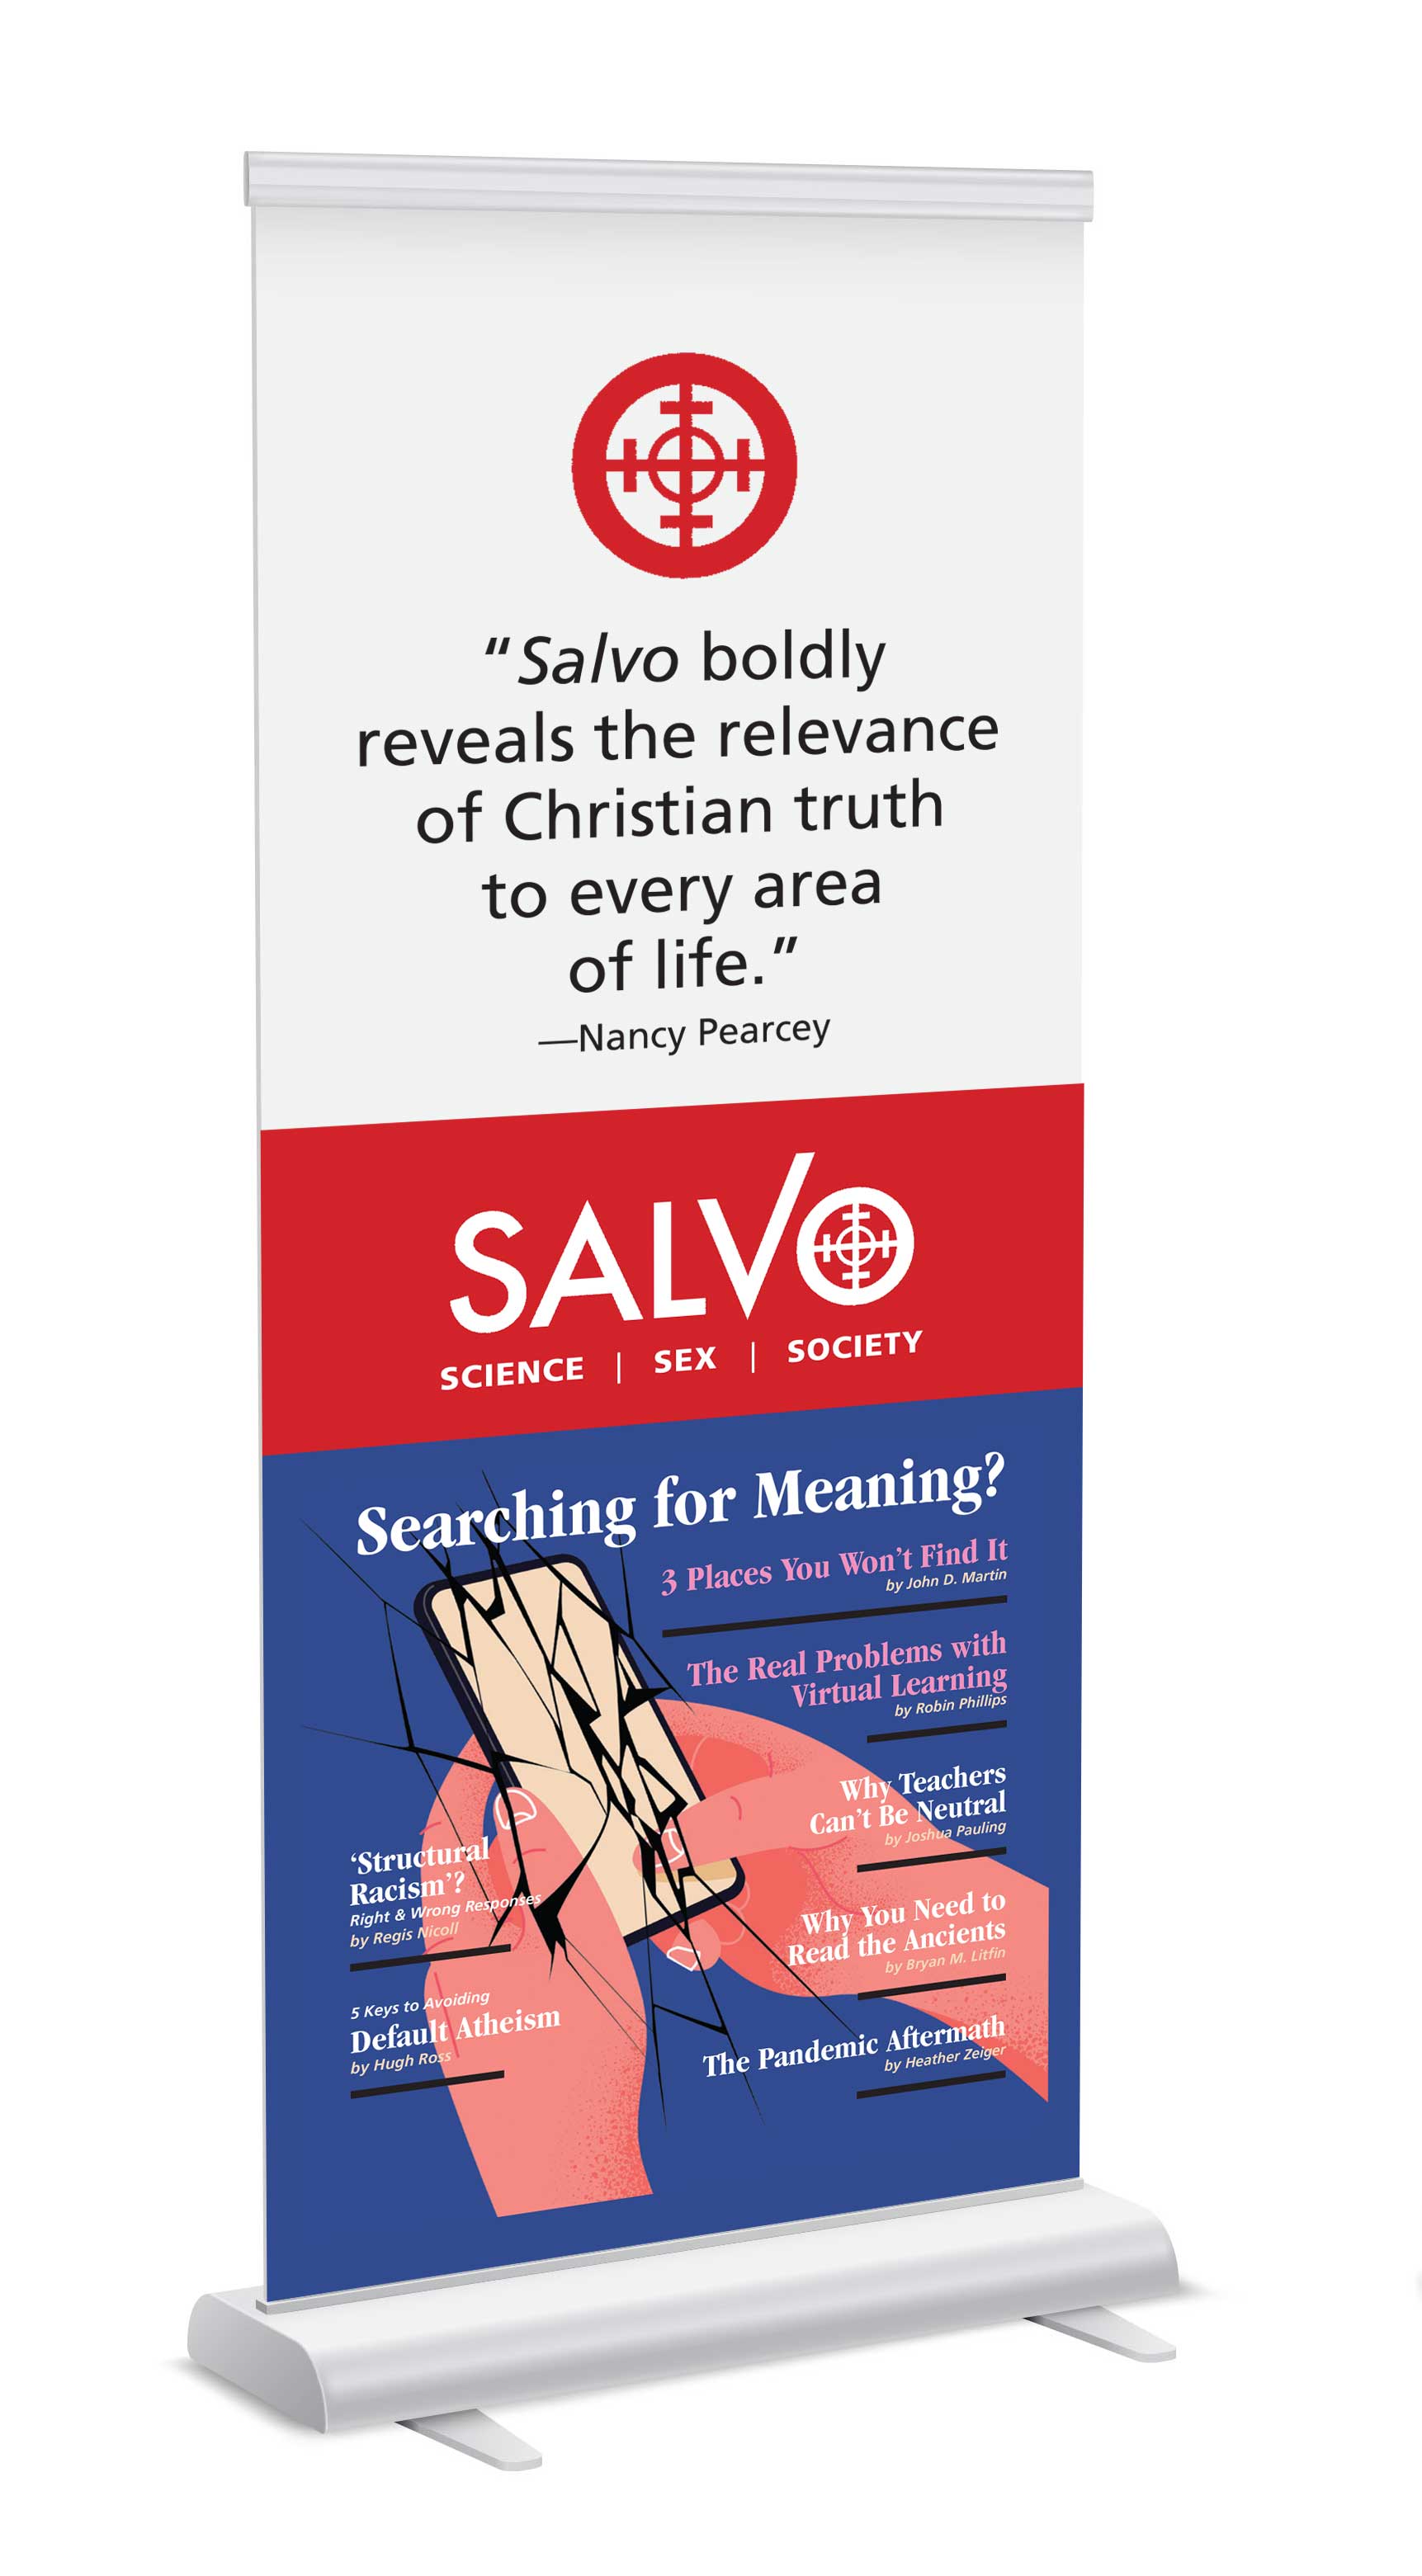 “Salvo boldly
reveals the relevance
of Christian truth
to every area
of life.”
—Nancy Pearcey
SALVO
SCIENCE | SEX | SOCIETY
Searching for Meaning?
3 Places You Won’t Find It
by John D. Martin
The Real Problems with
Virtual Learning
by Robin Phillips
Why Teachers
Can’t Be Neutral
by Joshua Pauling
‘Structural
Racism’?
Right & Wrong Responses
by Regis Nicoll
Why You Need to
Read the Ancients
by Bryan M. Litfin
5 Keys to Avoiding
Default Atheism
by Hugh Ross
The Pandemic Aftermath
by Heather Zeiger